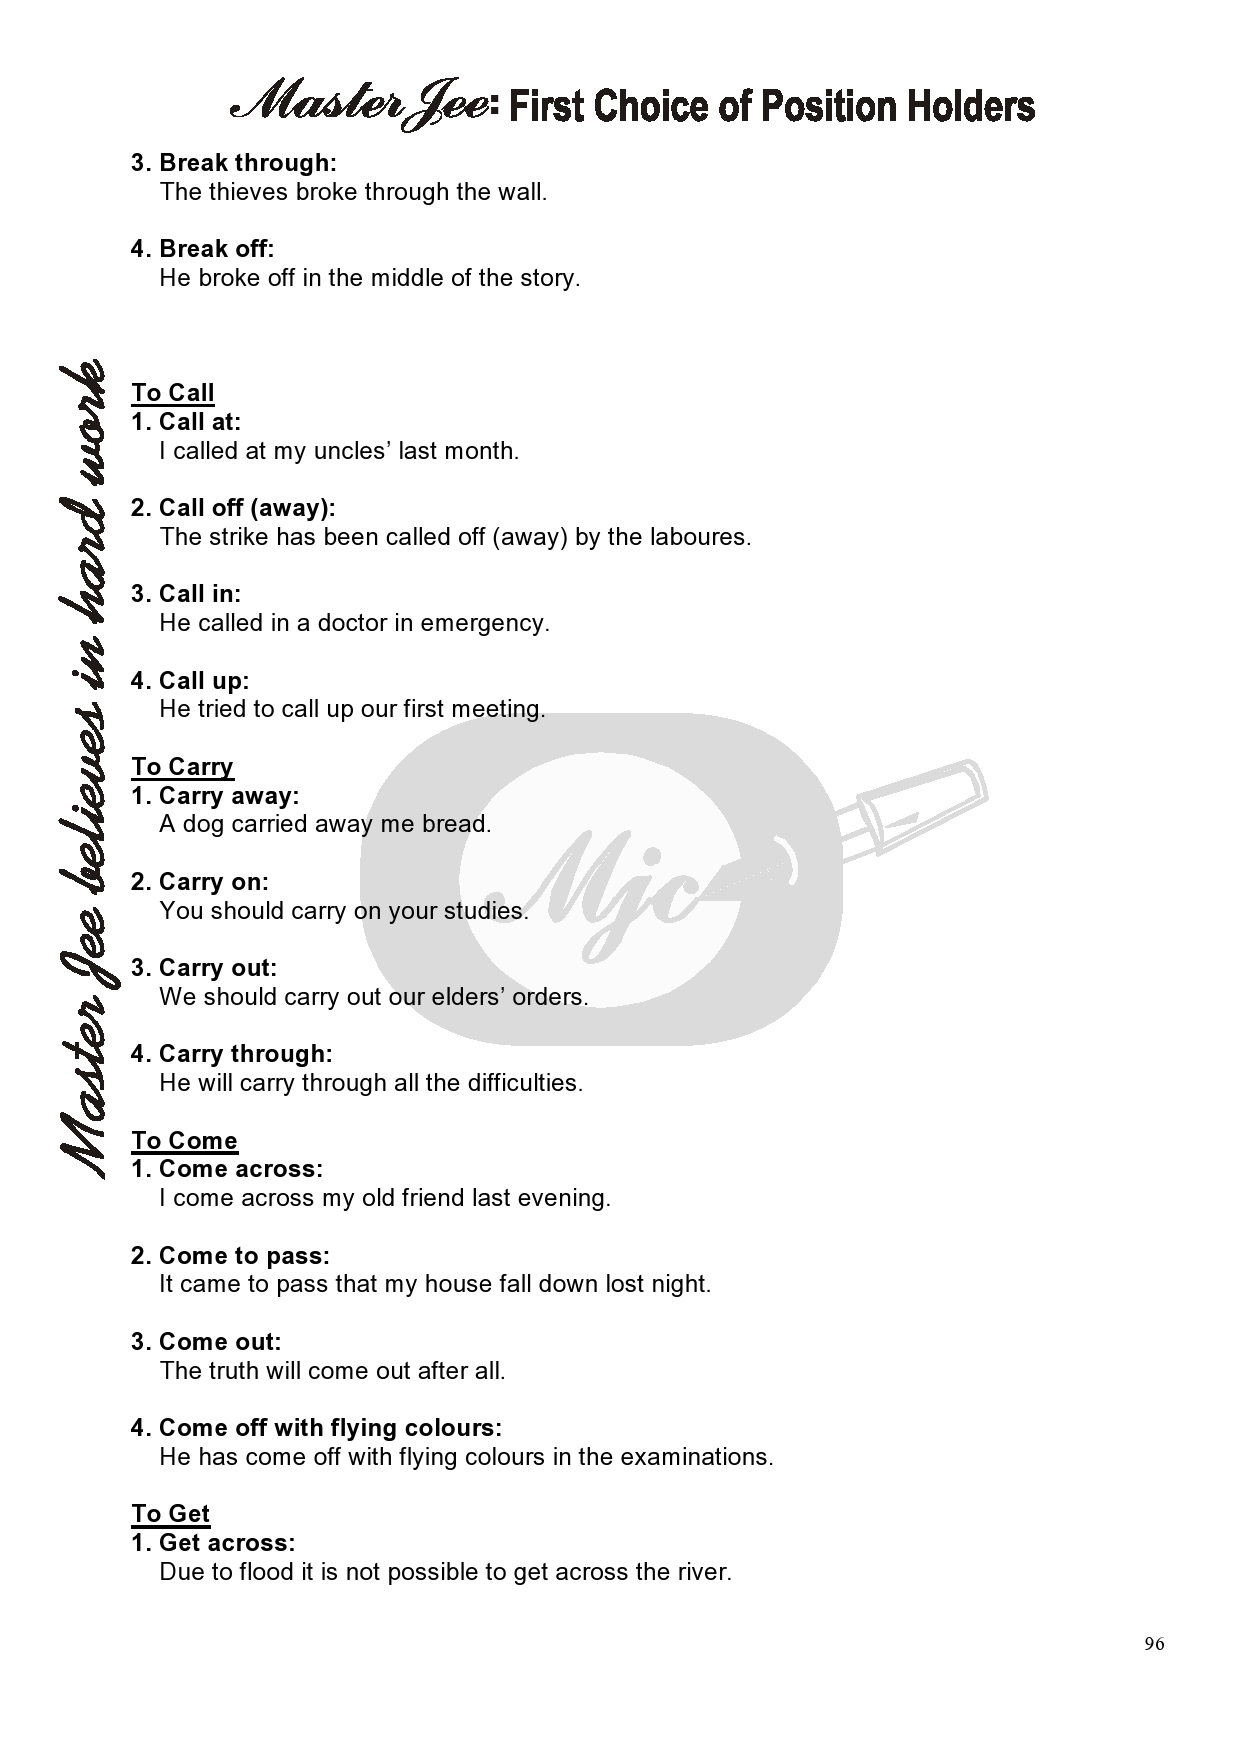 Master Jee: First Choice of Position Holders
3. Break through:
The thieves broke through the wall.
4. Break off:
He broke off in the middle of the story.
To Call
1. Call at:
I called at my uncles’ last month.
2. Call off (away):
The strike has been called off (away) by the laboures.
3. Call in:
He called in a doctor in emergency.
4. Call up:
He tried to call up our first meeting.
To Carry
1. Carry away:
A dog carried away me bread.
2. Carry on:
You should carry on your studies.
3. Carry out:
We should carry out our elders’ orders.
4. Carry through:
He will carry through all the difficulties.
To Come
1. Come across:
I come across my old friend last evening.
2. Come to pass:
It came to pass that my house fall down lost night.
3. Come out:
The truth will come out after all.
4. Come off with flying colours:
He has come off with flying colours in the examinations.
To Get
1. Get across:
Due to flood it is not possible to get across the river.
96
Master Jee believes in hard work
Mjc